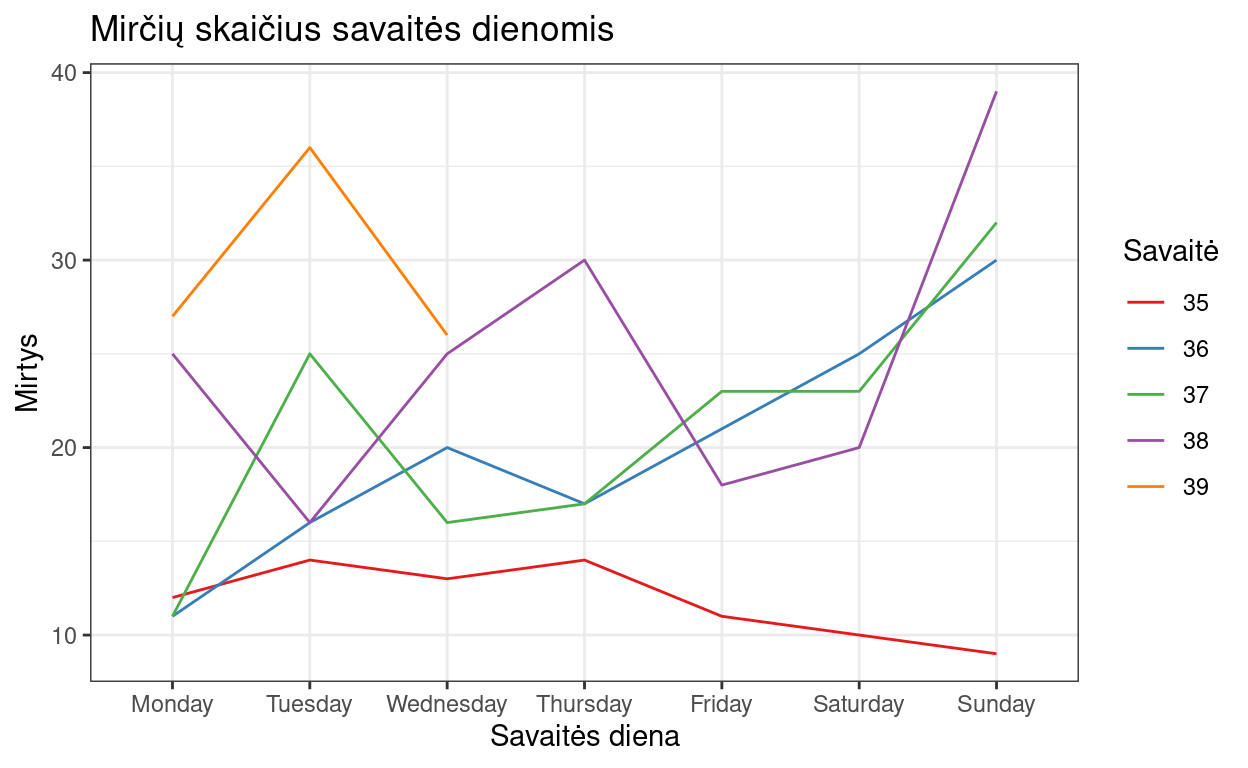 Mirčių skaičius savaitės dienomis
40
30
20
10
Mirtys
Monday Tuesday Wednesday Thursday Friday Saturday Sunday
Savaitės diena
Savaitė
35
36
37
38
39